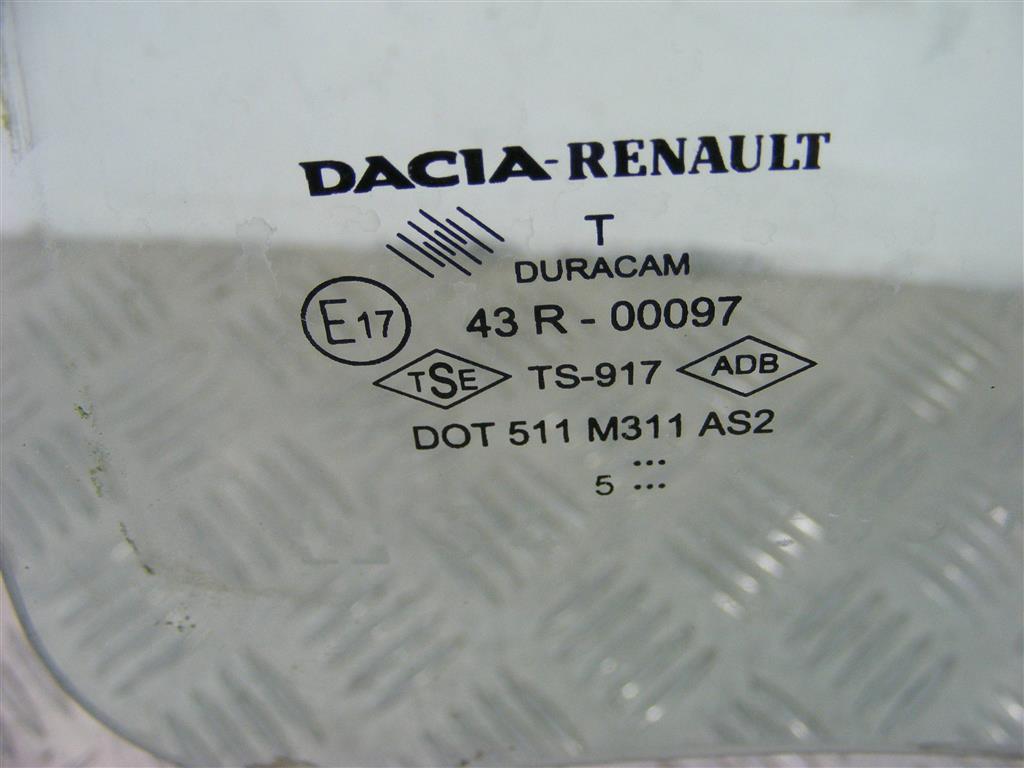 DACIA-RENAULT
T
DURACAM
E17 43 R - 00097
TSE TS-917 ADB
DOT 511 M311 AS2
...
5 ...